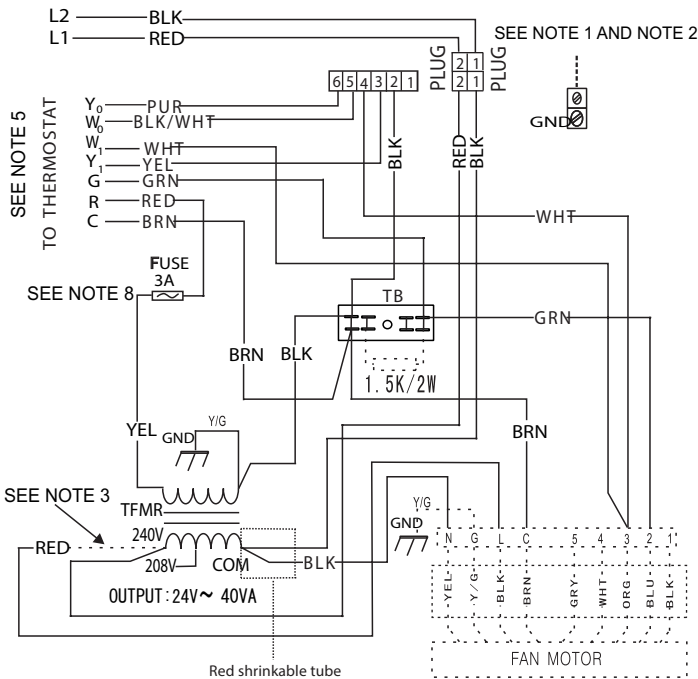 L2 BLK
L1 RED
SEE NOTE 1 AND NOTE 2
PLUG
2 1
2 1
PLUG
GND
6 5 4 3 2 1
SEE NOTE 5
TO THERMOSTAT
Y0 PUR
W0 BLK/WHT
W1 WHT
Y1 YEL
G GRN
R RED
C BRN
BLK
RED
BLK
WHT
FUSE
3A
SEE NOTE 8
TB
GRN
BRN
BLK
1.5K/2W
YEL
GND
Y/G
BRN
SEE NOTE 3
TFMR
240V
RED
208V
COM
BLK
OUTPUT:24V~ 40VA
Y/G
GND
N G L C 5 4 3 2 1
YEL Y/G BLK BRN GRY WHT ORG BLU BLK
FAN MOTOR
Red shrinkable tube